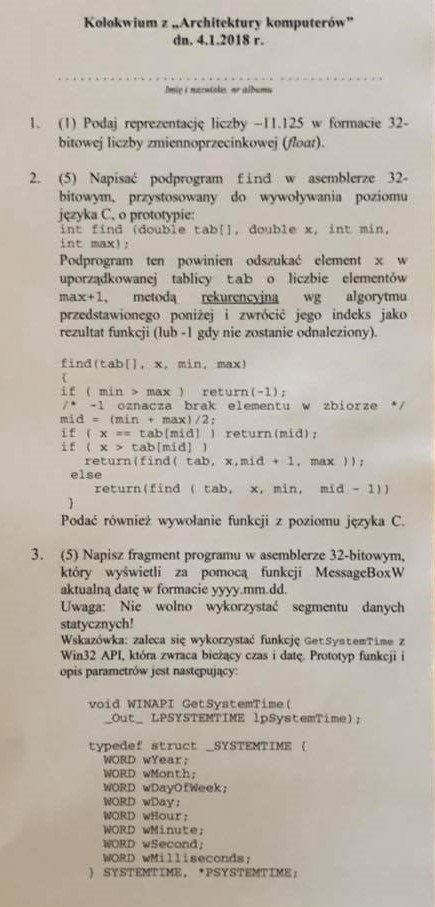 Kolokwium z „Architektury komputerów”
dn. 4.1.2018 r.
Imię i nazwisko, nr albumu
1. (1) Podaj reprezentację liczby –11.125 w formacie 32-
bitowej liczby zmiennoprzecinkowej (float).
2. (5) Napisać podprogram find w asemblerze 32-
bitowym, przystosowany do wywoływania poziomu
języka C, o prototypie:
int find (double tab[], double x, int min,
int max);
Podprogram ten powinien odszukać element x w
uporządkowanej tablicy tab o liczbie elementów
max+1, metodą rekurencyjną wg algorytmu
przedstawionego poniżej i zwrócić jego indeks jako
rezultat funkcji (lub -1 gdy nie zostanie odnaleziony).
find(tab[], x, min, max)
{
if ( min > max ) return(-1);
/* -1 oznacza brak elementu w zbiorze */
mid = (min + max)/2;
if ( x == tab[mid] ) return(mid);
if ( x > tab[mid] )
return(find( tab, x,mid + 1, max ));
else
return(find ( tab, x, min, mid - 1))
}
Podać również wywołanie funkcji z poziomu języka C.
3. (5) Napisz fragment programu w asemblerze 32-bitowym,
który wyświetli za pomocą funkcji MessageBoxW
aktualną datę w formacie yyyy.mm.dd.
Uwaga: Nie wolno wykorzystać segmentu danych
statycznych!
Wskazówka: zaleca się wykorzystać funkcję GetSystemTime z
Win32 API, która zwraca bieżący czas i datę. Prototyp funkcji i
opis parametrów jest następujący:
void WINAPI GetSystemTime(
_Out_ LPSYSTEMTIME lpSystemTime);
typedef struct _SYSTEMTIME {
WORD wYear;
WORD wMonth;
WORD wDayOfWeek;
WORD wDay;
WORD wHour;
WORD wMinute;
WORD wSecond;
WORD wMilliseconds;
} SYSTEMTIME, *PSYSTEMTIME;